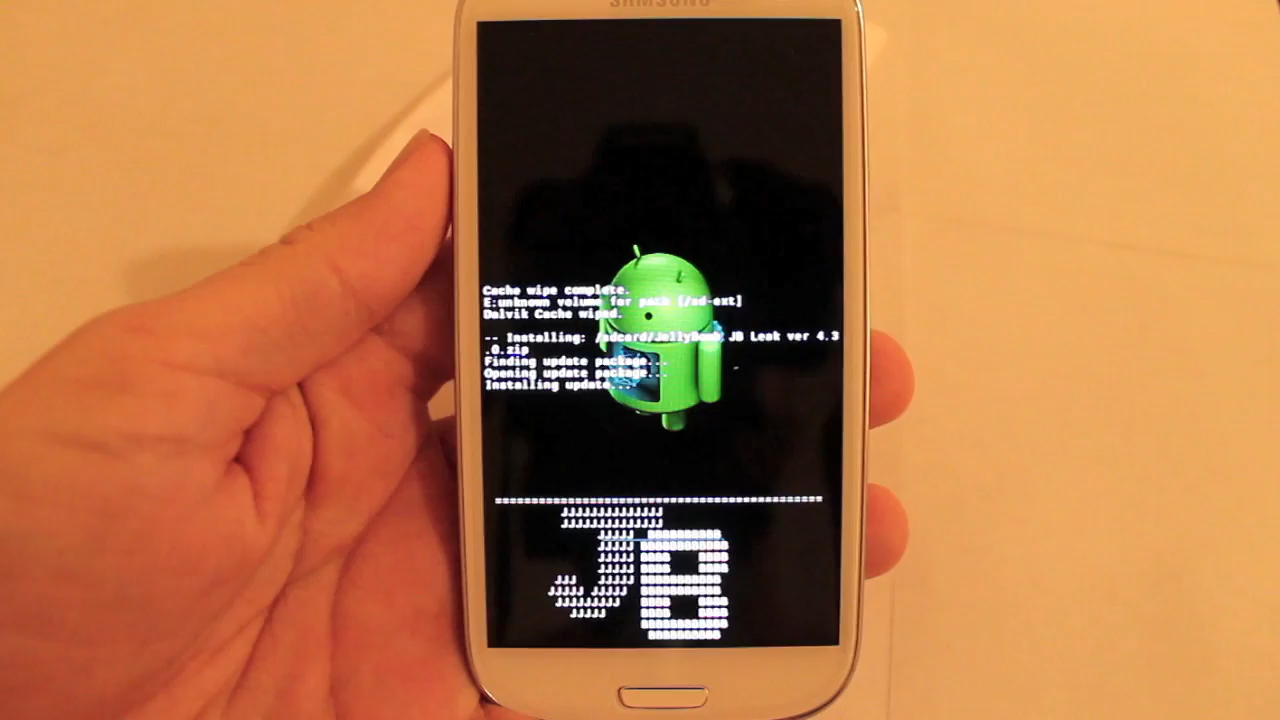 SAMSUNG
Cache wipe complete.
E:unknown volume for path [/sd-ext]
Dalvik Cache wiped.
-- Installing: /sdcard/JellyBomb JB Leak ver 4.3
.0.zip
Finding update package...
Opening update package...
Installing update...
JB